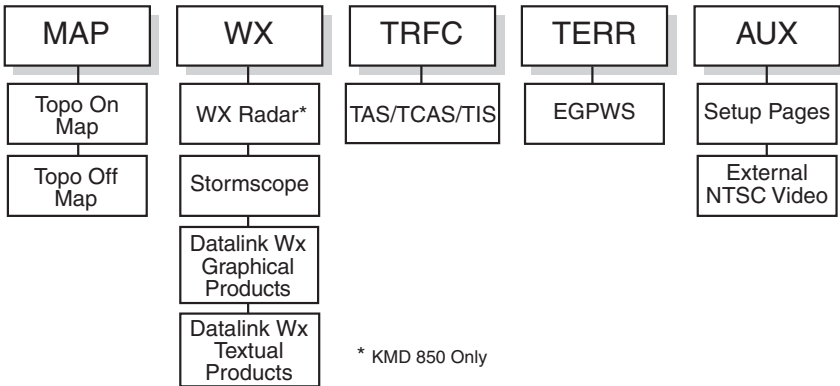 MAP
WX
TRFC
TERR
AUX
Topo On
Map
Topo Off
Map
WX Radar*
Stormscope
Datalink Wx
Graphical
Products
Datalink Wx
Textual
Products
TAS/TCAS/TIS
EGPWS
Setup Pages
External
NTSC Video
* KMD 850 Only